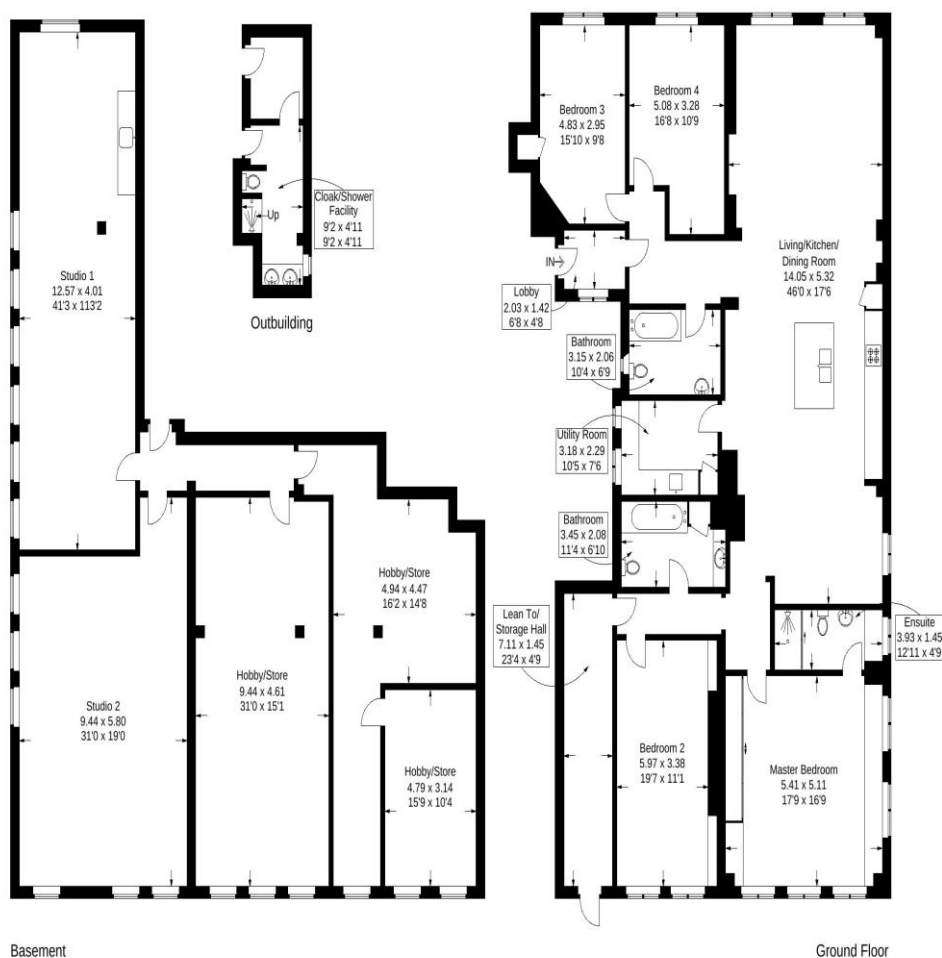 Studio 1
12.57 x 4.01
41'3 x 113'2
Cloak/Shower
Facility
9'2 x 4'11
9'2 x 4'11
Up
Outbuilding
Hobby/Store
4.94 x 4.47
16'2 x 14'8
Hobby/Store
9.44 x 4.61
31'0 x 15'1
Studio 2
9.44 x 5.80
31'0 x 19'0
Hobby/Store
4.79 x 3.14
15'9 x 10'4
Basement
Bedroom 3
4.83 x 2.95
15'10 x 9'8
Bedroom 4
5.08 x 3.28
16'8 x 10'9
Living/Kitchen/
Dining Room
14.05 x 5.32
46'0 x 17'6
IN
Lobby
2.03 x 1.42
6'8 x 4'8
Bathroom
3.15 x 2.06
10'4 x 6'9
Utility Room
3.18 x 2.29
10'5 x 7'6
Bathroom
3.45 x 2.08
11'4 x 6'10
Lean To/
Storage Hall
7.11 x 1.45
23'4 x 4'9
Ensuite
3.93 x 1.45
12'11 x 4'9
Bedroom 2
5.97 x 3.38
19'7 x 11'1
Master Bedroom
5.41 x 5.11
17'9 x 16'9
Ground Floor